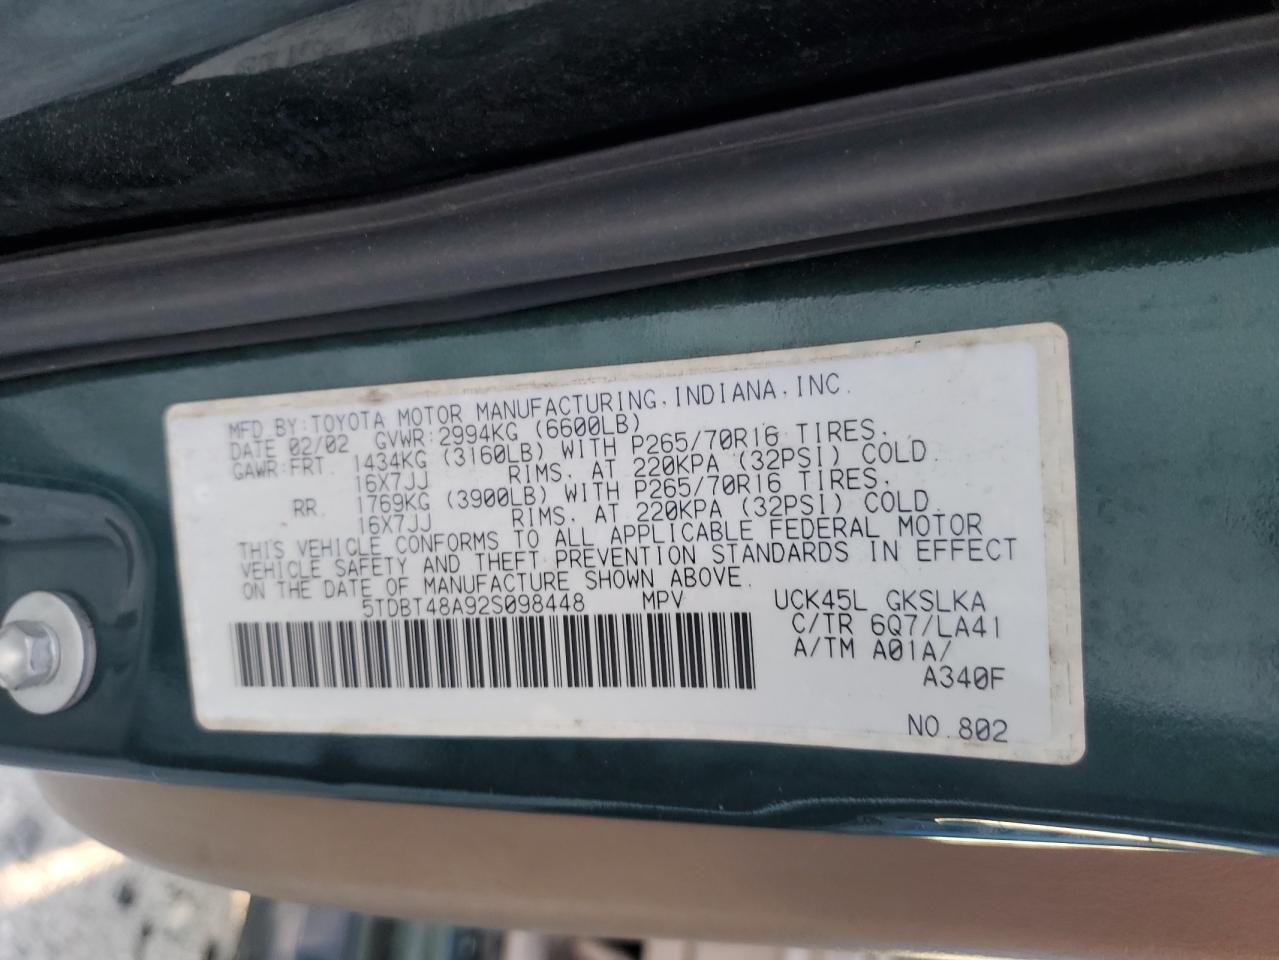 MFD BY: TOYOTA MOTOR MANUFACTURING, INDIANA, INC.
DATE 02/02 GVWR: 2994KG (6600LB)
GAWR: FRT. 1434KG (3160LB) WITH P265/70R16 TIRES.
16X7JJ RIMS. AT 220KPA (32PSI) COLD.
RR. 1769KG (3900LB) WITH P265/70R16 TIRES.
16X7JJ RIMS. AT 220KPA (32PSI) COLD.
THIS VEHICLE CONFORMS TO ALL APPLICABLE FEDERAL MOTOR
VEHICLE SAFETY AND THEFT PREVENTION STANDARDS IN EFFECT
ON THE DATE OF MANUFACTURE SHOWN ABOVE.
5TDBT48A92S098448 MPV UCK45L GKSLKA
C/TR 6Q7/LA41
A/TM A01A/
A340F
NO. 802